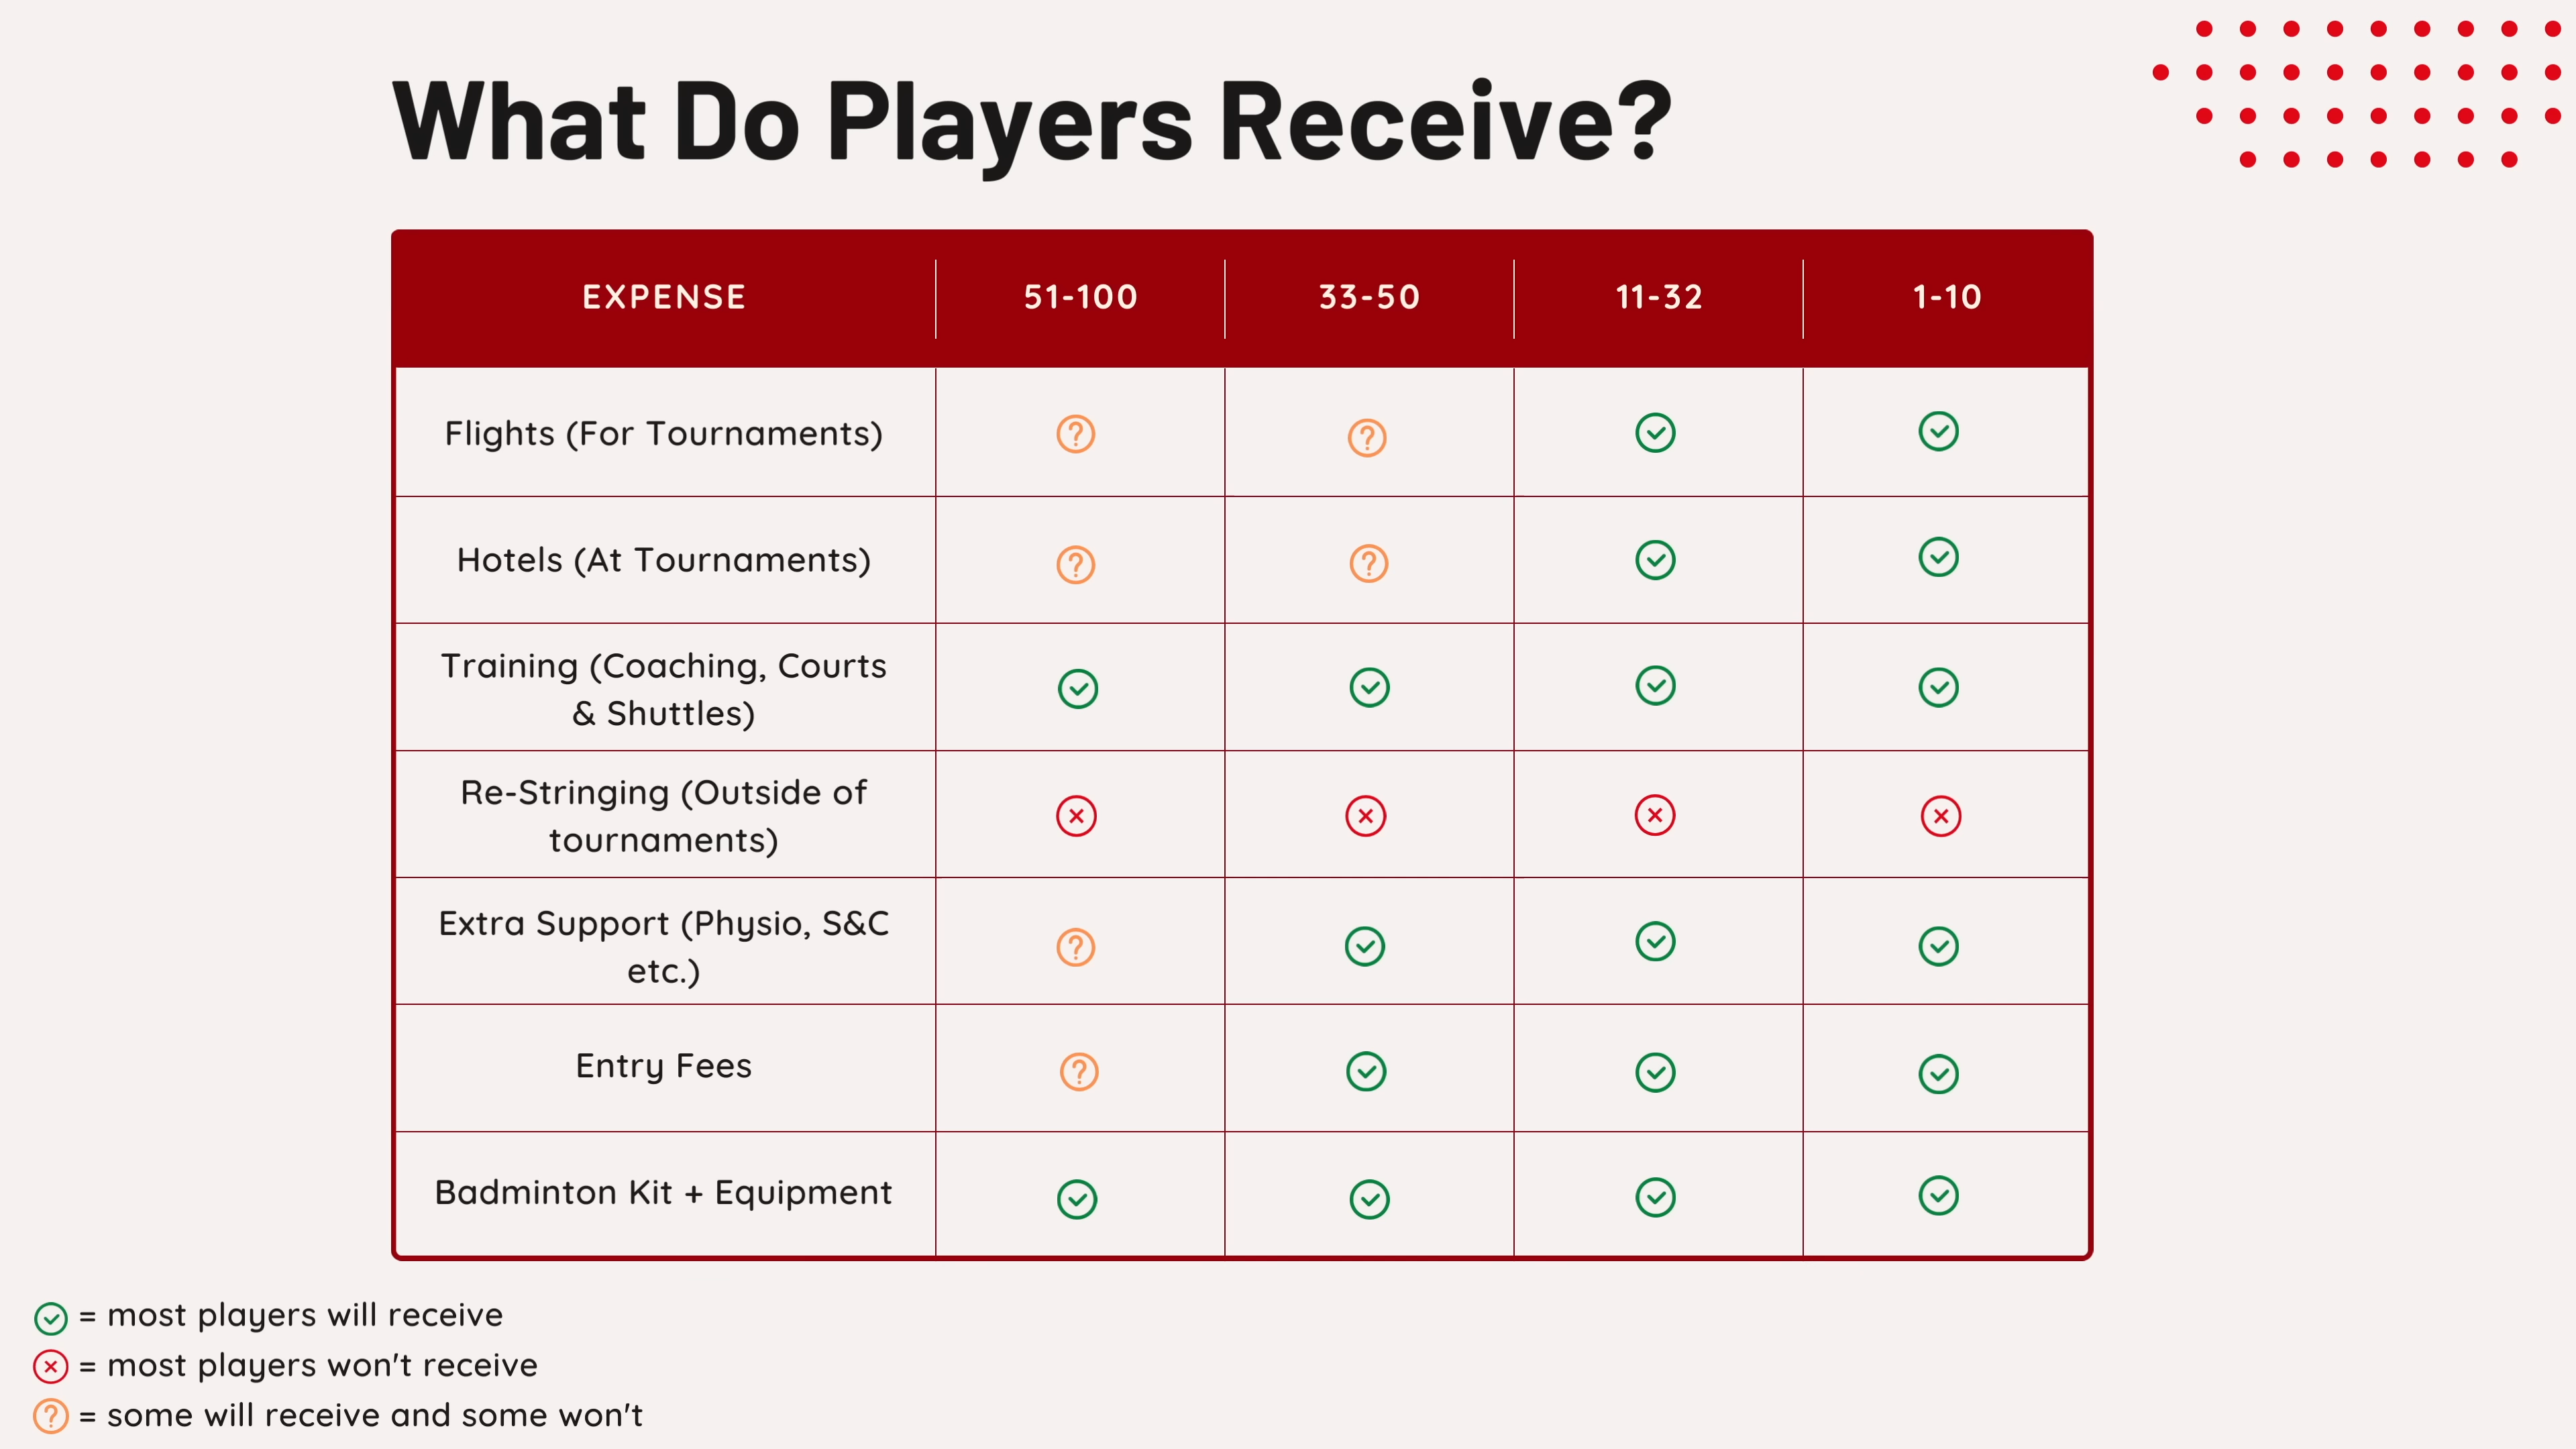 What Do Players Receive?
EXPENSE 51-100 33-50 11-32 1-10
Flights (For Tournaments)
Hotels (At Tournaments)
Training (Coaching, Courts
& Shuttles)
Re-Stringing (Outside of
tournaments)
Extra Support (Physio, S&C
etc.)
Entry Fees
Badminton Kit + Equipment
= most players will receive
= most players won't receive
= some will receive and some won't